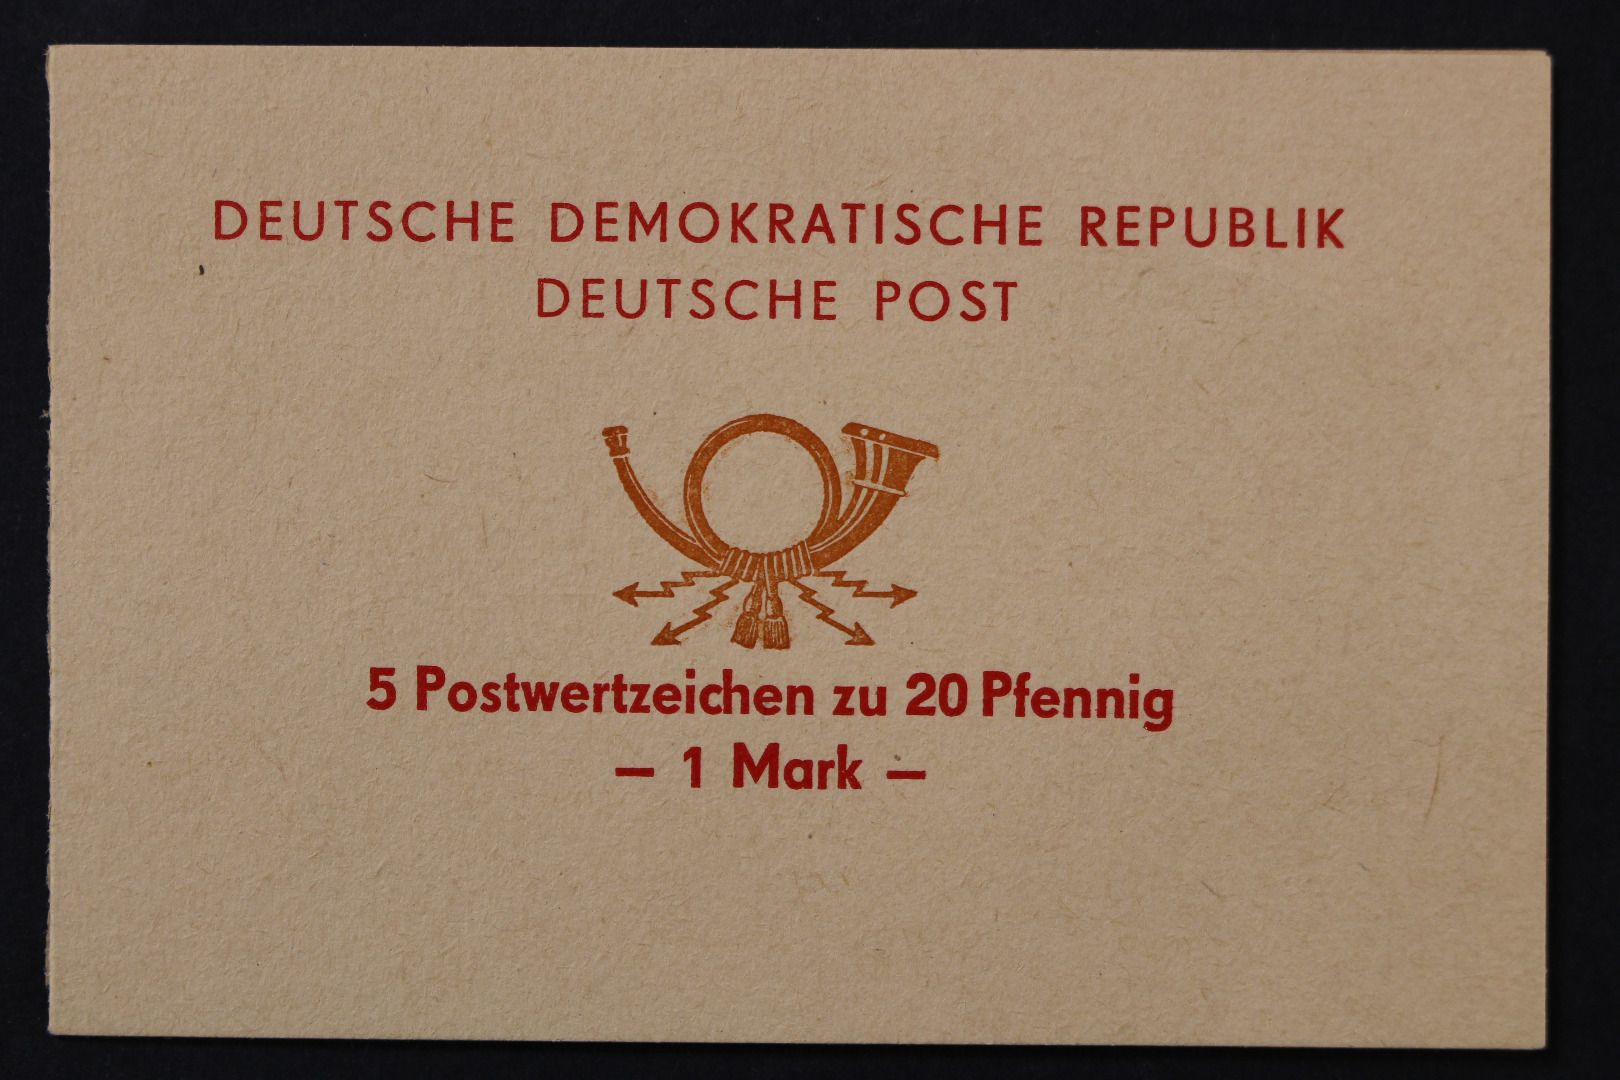 DEUTSCHE DEMOKRATISCHE REPUBLIK
DEUTSCHE POST
5 Postwertzeichen zu 20 Pfennig
– 1 Mark –